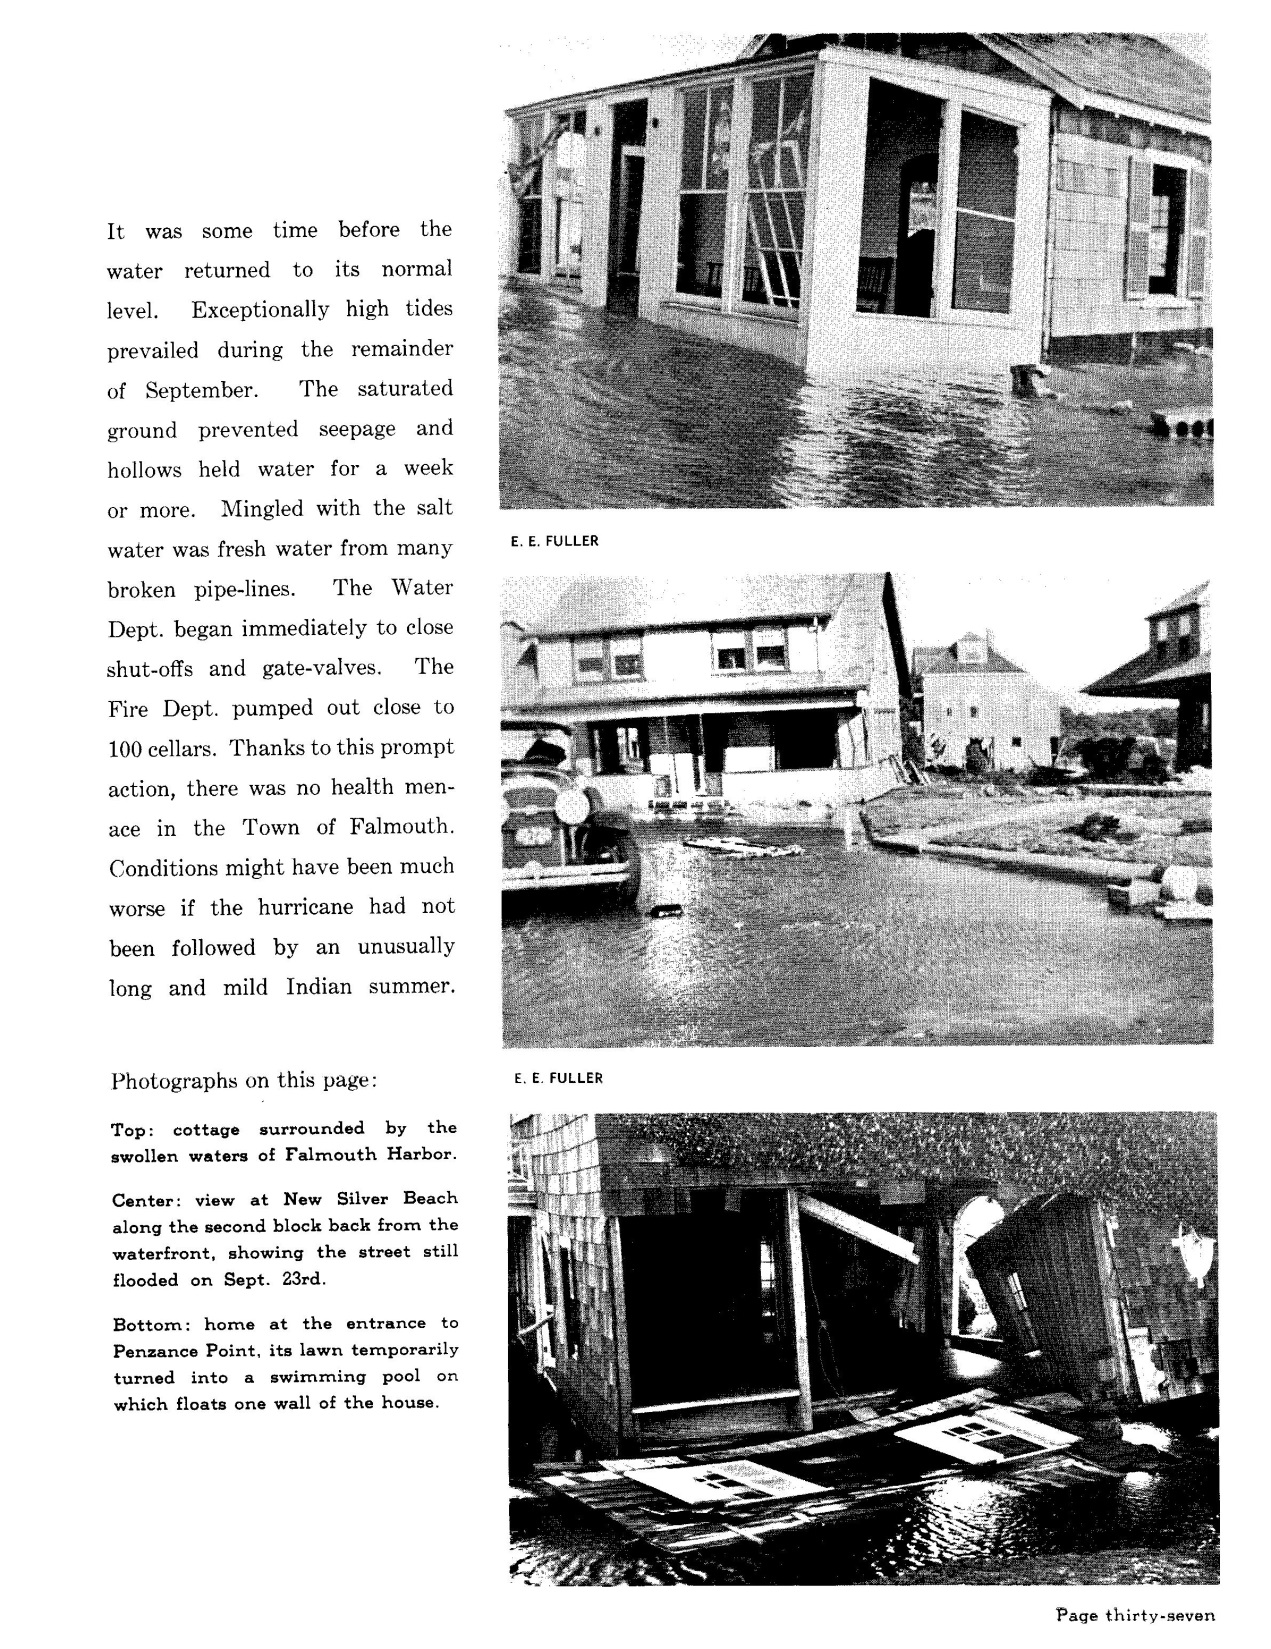 It was some time before the
water returned to its normal
level. Exceptionally high tides
prevailed during the remainder
of September. The saturated
ground prevented seepage and
hollows held water for a week
or more. Mingled with the salt
water was fresh water from many
broken pipe-lines. The Water
Dept. began immediately to close
shut-offs and gate-valves. The
Fire Dept. pumped out close to
100 cellars. Thanks to this prompt
action, there was no health men-
ace in the Town of Falmouth.
Conditions might have been much
worse if the hurricane had not
been followed by an unusually
long and mild Indian summer.
Photographs on this page:
Top: cottage surrounded by the
swollen waters of Falmouth Harbor.
Center: view at New Silver Beach
along the second block back from the
waterfront, showing the street still
flooded on Sept. 23rd.
Bottom: home at the entrance to
Penzance Point, its lawn temporarily
turned into a swimming pool on
which floats one wall of the house.
E. E. FULLER
E. E. FULLER
Page thirty-seven